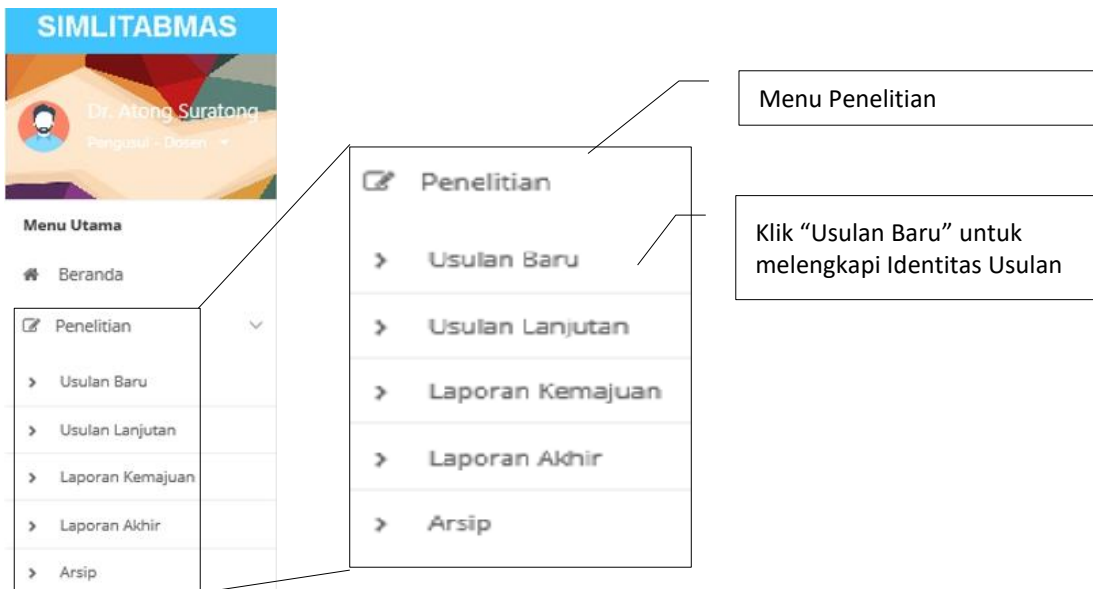 SIMLITABMAS
Dr. Atong Suratong
Pengusul - Dosen
Menu Utama
Beranda
Penelitian
Usulan Baru
Usulan Lanjutan
Laporan Kemajuan
Laporan Akhir
Arsip
Penelitian
Usulan Baru
Usulan Lanjutan
Laporan Kemajuan
Laporan Akhir
Arsip
Menu Penelitian
Klik “Usulan Baru” untuk
melengkapi Identitas Usulan